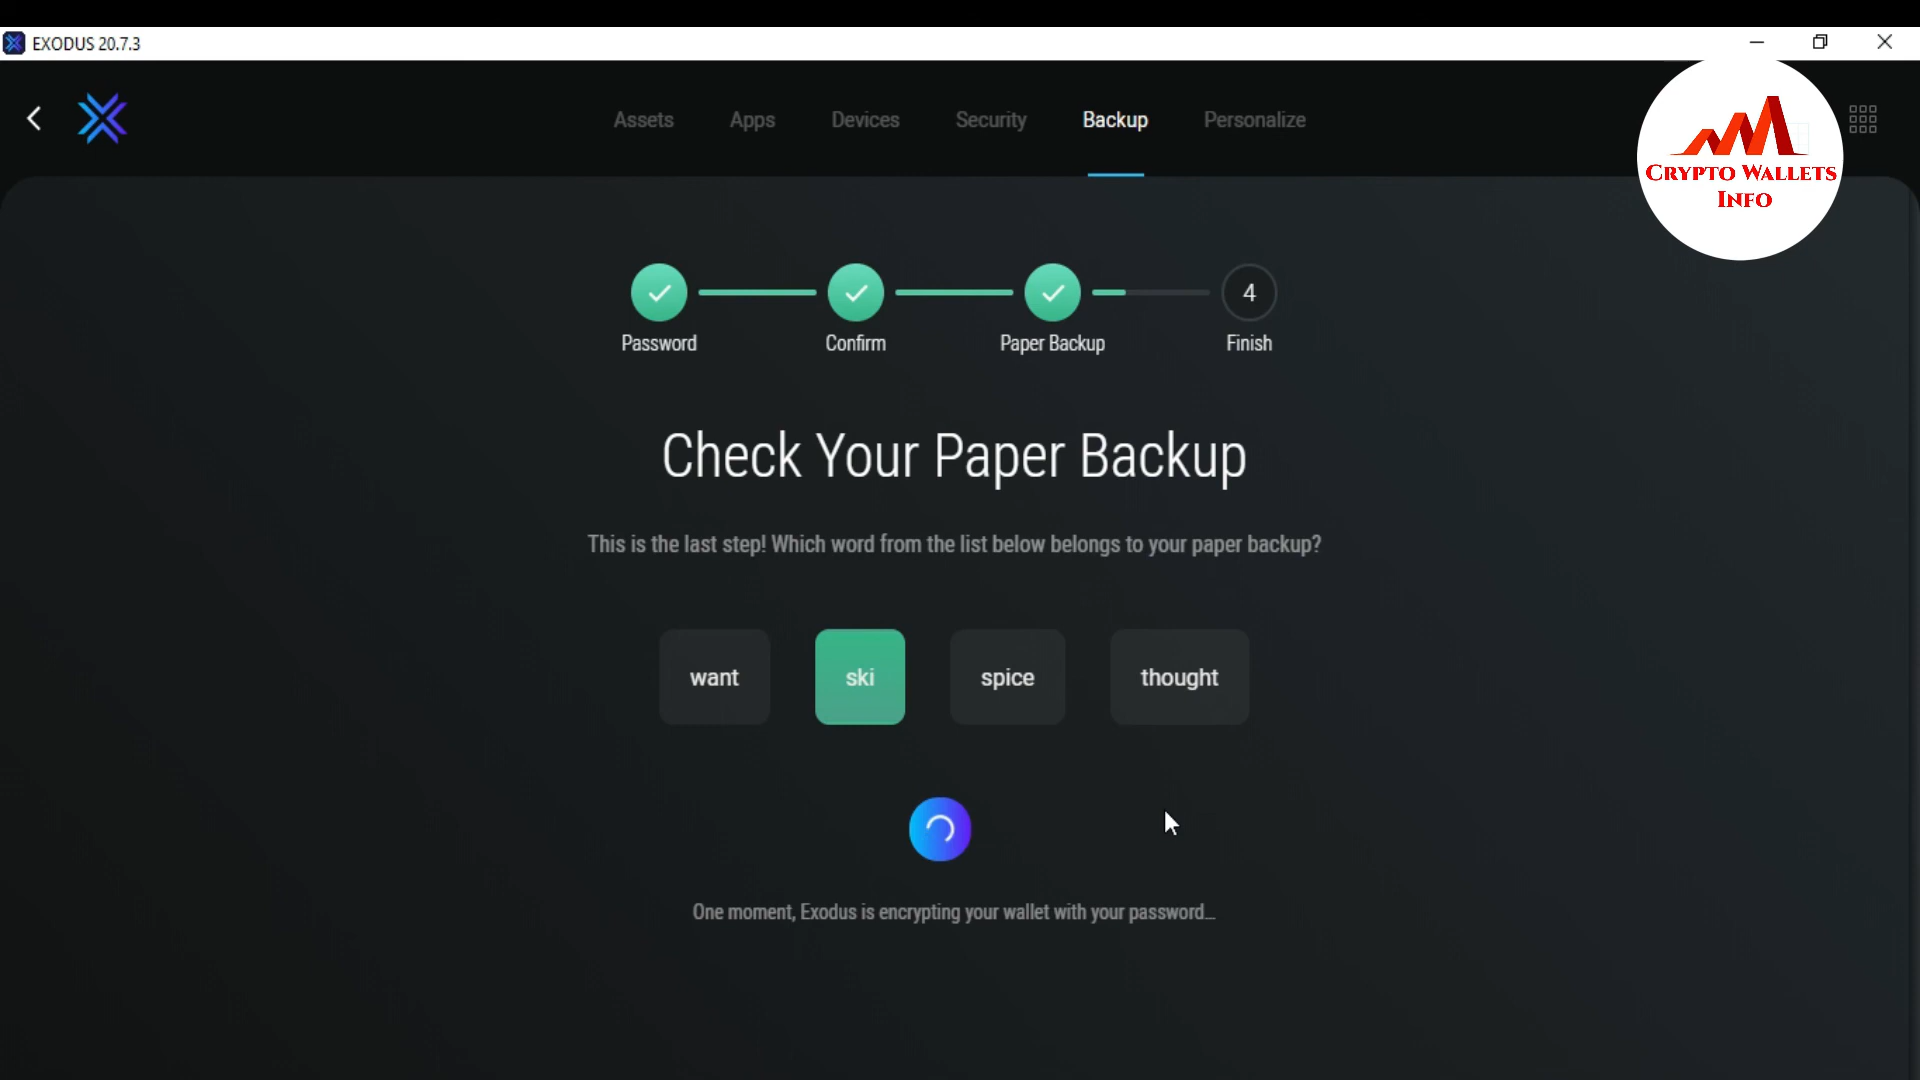 EXODUS 20.7.3
Assets Apps Devices Security Backup Personalize
CRYPTO WALLETS
INFO
4
Password Confirm Paper Backup Finish
Check Your Paper Backup
This is the last step! Which word from the list below belongs to your paper backup?
want ski spice thought
One moment, Exodus is encrypting your wallet with your password...